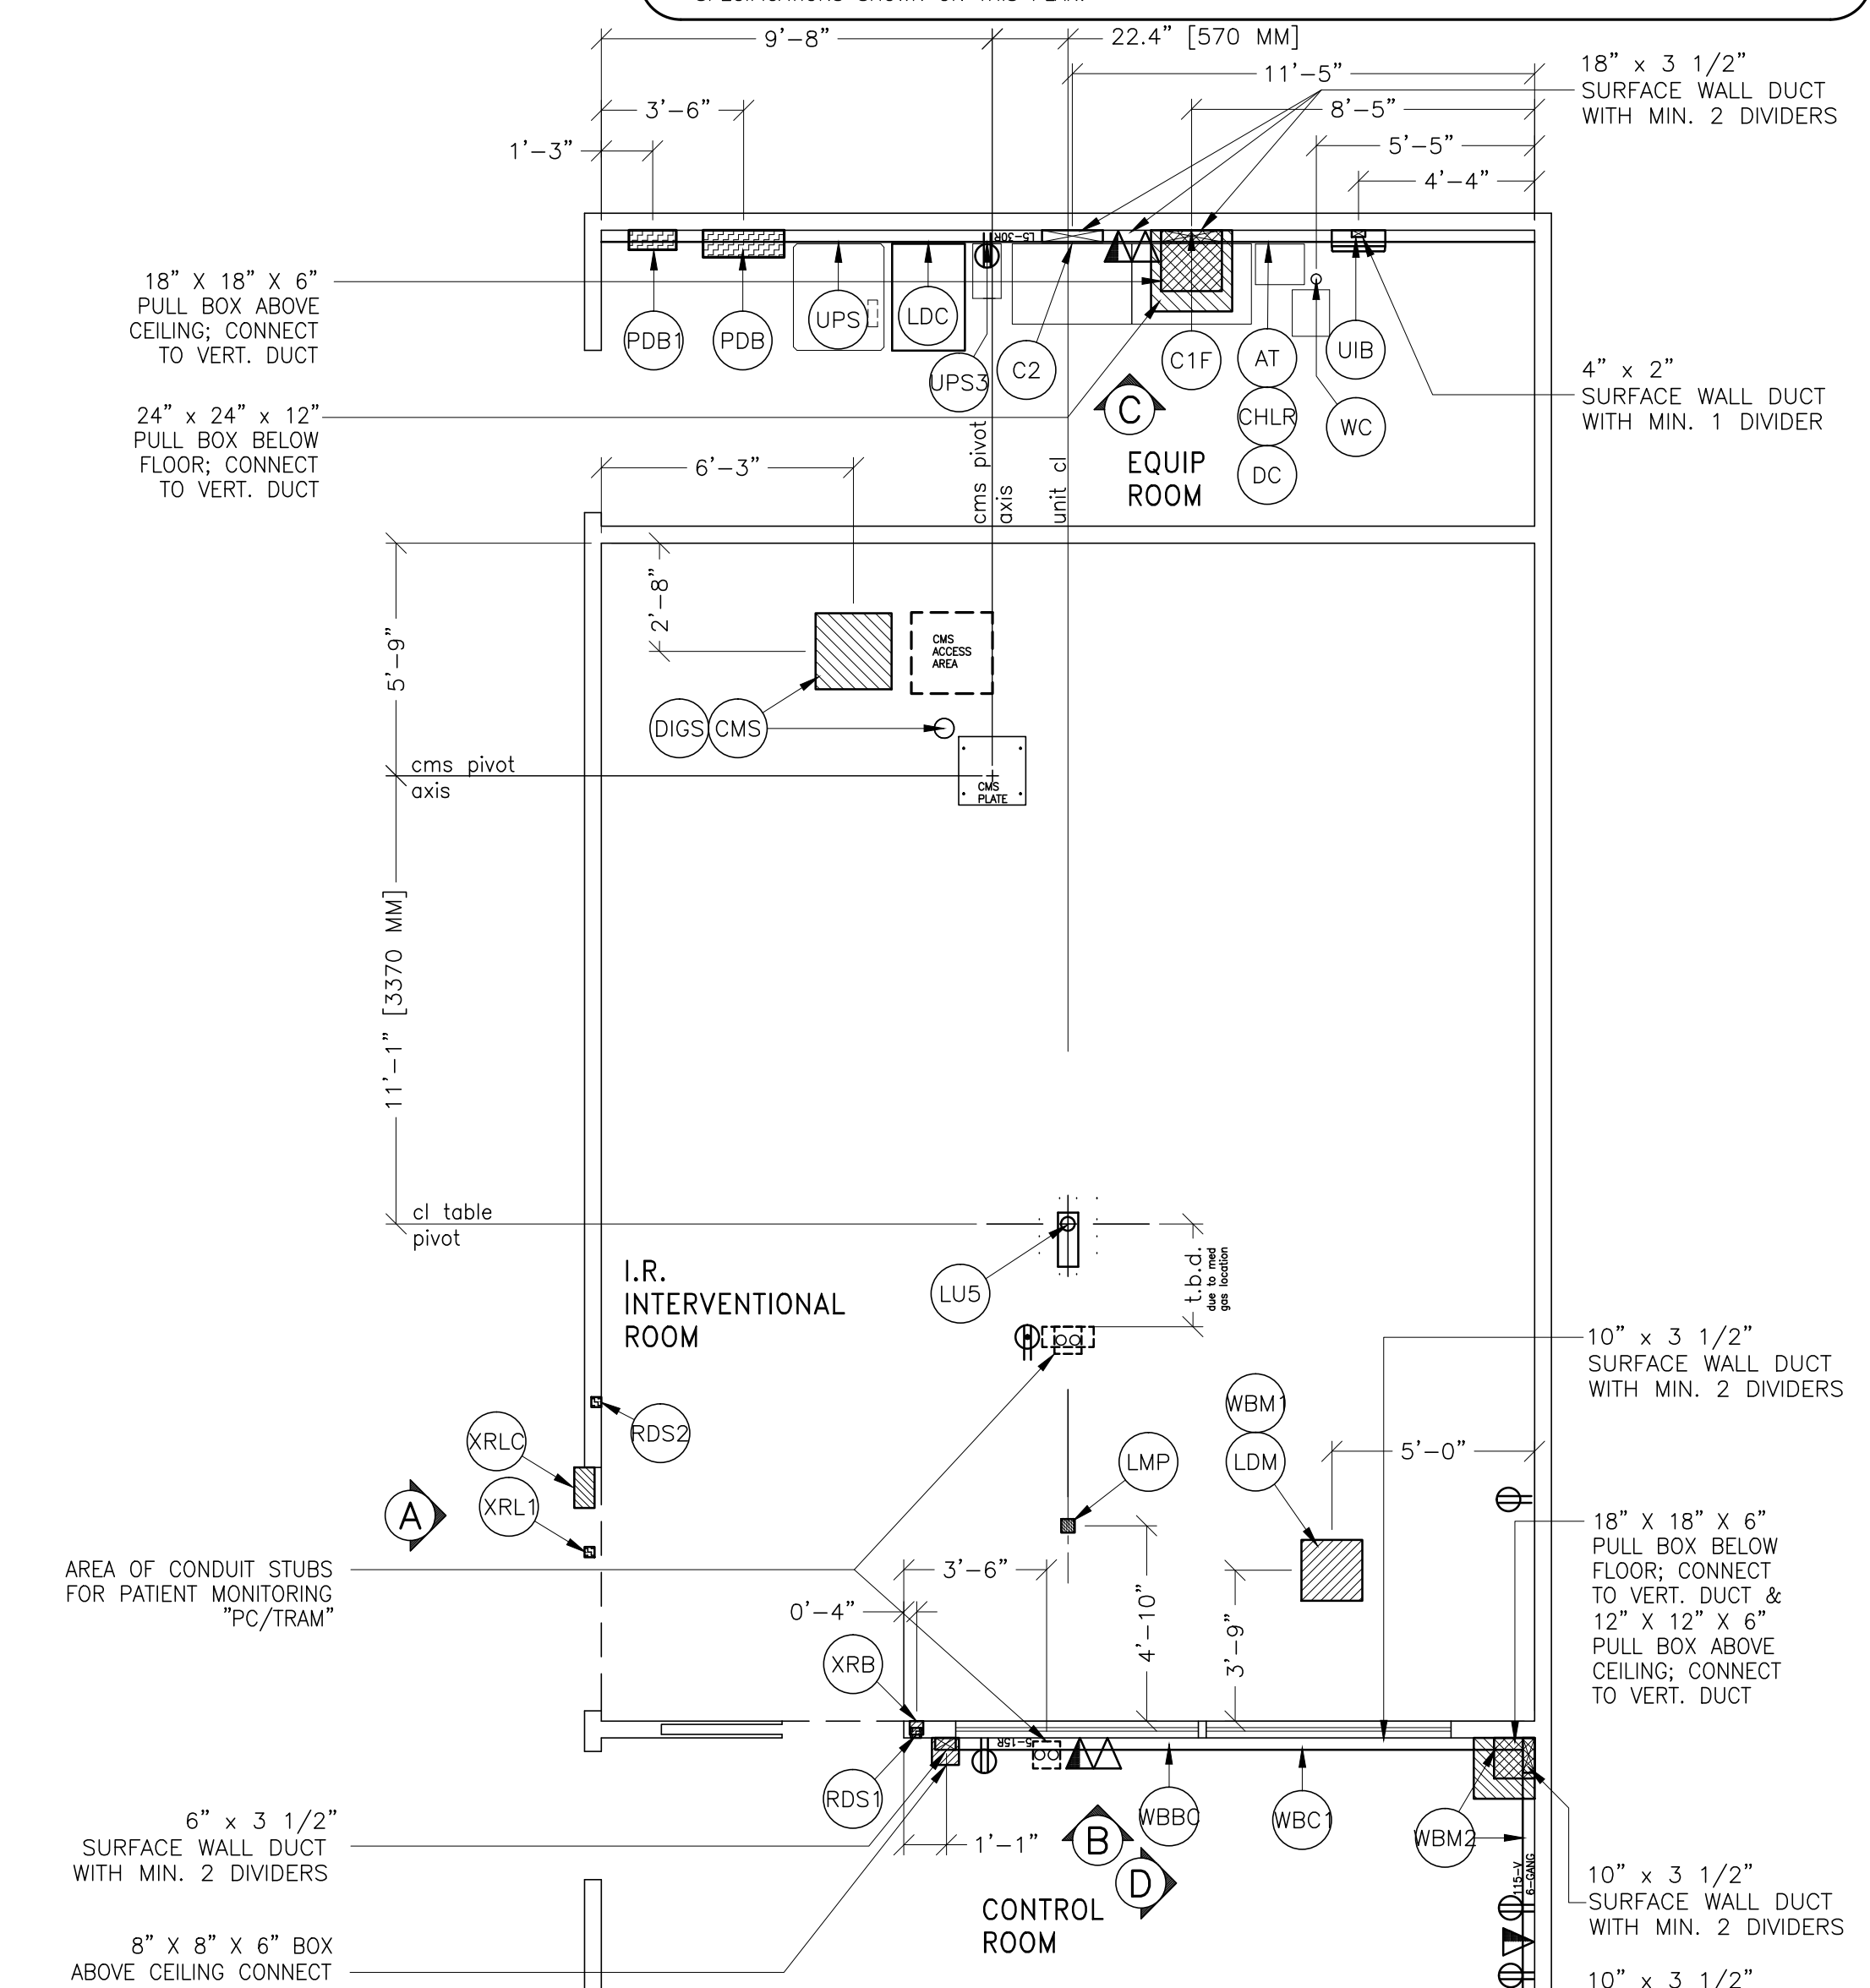 9'-8"
22.4" [570 MM]
11'-5"
18" x 3 1/2"
SURFACE WALL DUCT
WITH MIN. 2 DIVIDERS
3'-6"
8'-5"
1'-3"
5'-5"
4'-4"
L5-30R
18" X 18" X 6"
PULL BOX ABOVE
CEILING; CONNECT
TO VERT. DUCT
PDB1
PDB
UPS
LDC
UPS3
C2
C1F
AT
CHLR
DC
UIB
WC
4" x 2"
SURFACE WALL DUCT
WITH MIN. 1 DIVIDER
24" x 24" x 12"
PULL BOX BELOW
FLOOR; CONNECT
TO VERT. DUCT
C
EQUIP
ROOM
6'-3"
cms pivot
axis
unit cl
2'-8"
5'-9"
CMS
ACCESS
AREA
DIGS
CMS
cms pivot
axis
CMS
PLATE
11'-1" [3370 MM]
cl table
pivot
I.R.
INTERVENTIONAL
ROOM
LU5
t.b.d.
due to med
gas location
10" x 3 1/2"
SURFACE WALL DUCT
WITH MIN. 2 DIVIDERS
RDS2
XRLC
XRL1
A
WBM1
LDM
LMP
5'-0"
18" X 18" X 6"
PULL BOX BELOW
FLOOR; CONNECT
TO VERT. DUCT &
12" X 12" X 6"
PULL BOX ABOVE
CEILING; CONNECT
TO VERT. DUCT
AREA OF CONDUIT STUBS
FOR PATIENT MONITORING
"PC/TRAM"
3'-6"
0'-4"
4'-10"
3'-9"
XRB
5-15R
RDS1
WBBC
WBC1
WBM2
6" x 3 1/2"
SURFACE WALL DUCT
WITH MIN. 2 DIVIDERS
1'-1"
B
D
CONTROL
ROOM
115-V
6-GANG
10" x 3 1/2"
SURFACE WALL DUCT
WITH MIN. 2 DIVIDERS
8" X 8" X 6" BOX
ABOVE CEILING CONNECT
10" x 3 1/2"